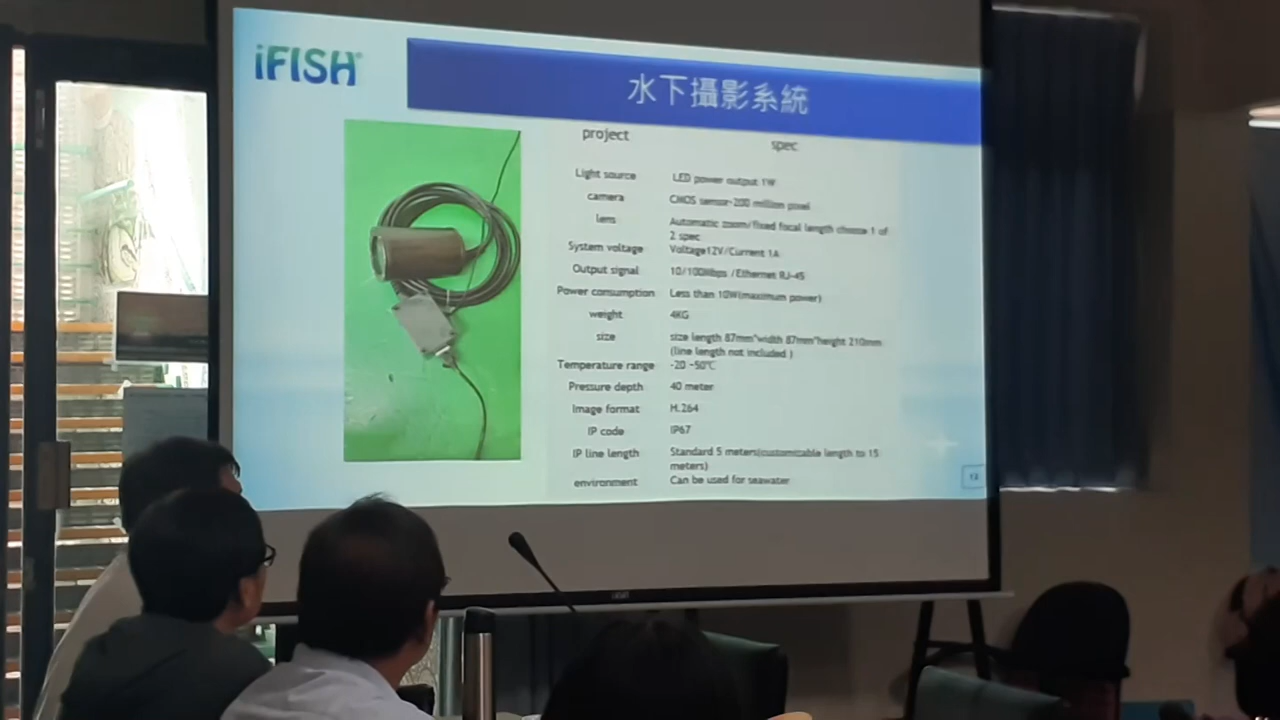 iFISH
水下攝影系統
project spec
Light source LED power output 1W
camera CMOS sensor-200 million pixel
lens Automatic zoom/fixed focal length choose 1 of
2 spec
System voltage Voltage12V/Current 1A
Output signal 10/100Mbps /Ethernet RJ-45
Power consumption Less than 10W(maximum power)
weight 4KG
size size length 87mm*width 87mm*height 210mm
(line length not included )
Temperature range -20 ~50℃
Pressure depth 40 meter
Image format H.264
IP code IP67
IP line length Standard 5 meters(customizable length to 15
meters)
environment Can be used for seawater